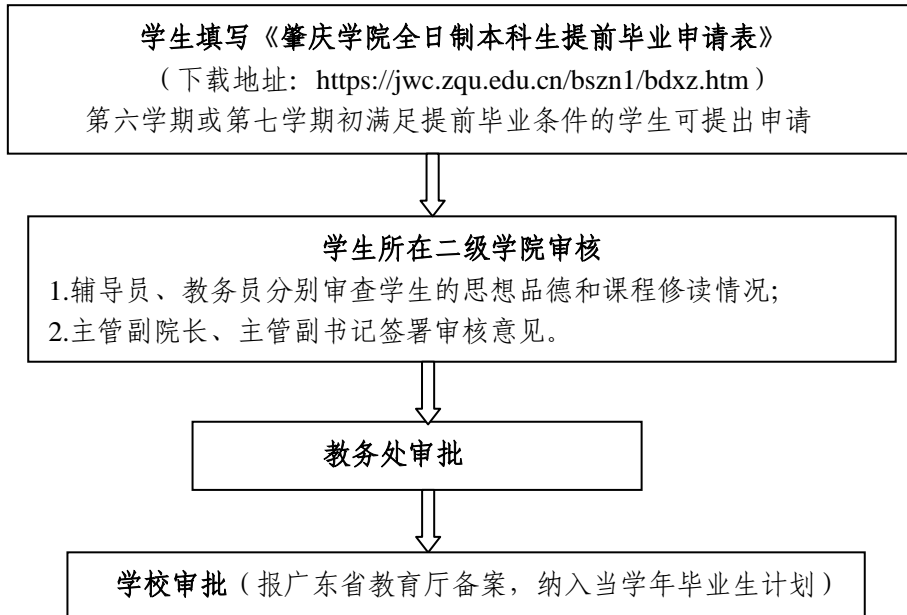 学生填写《肇庆学院全日制本科生提前毕业申请表》
（下载地址：https://jwc.zqu.edu.cn/bszn1/bdxz.htm）
第六学期或第七学期初满足提前毕业条件的学生可提出申请
学生所在二级学院审核
1.辅导员、教务员分别审查学生的思想品德和课程修读情况；
2.主管副院长、主管副书记签署审核意见。
教务处审批
学校审批（报广东省教育厅备案，纳入当学年毕业生计划）